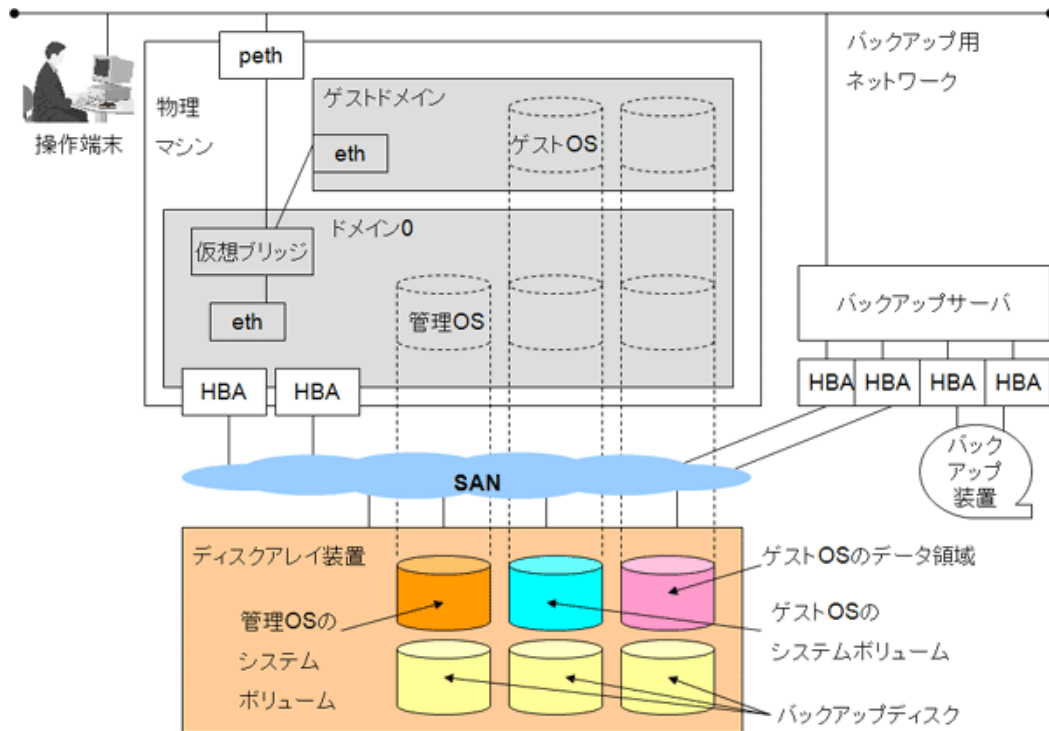 peth
バックアップ用
ネットワーク
操作端末
物理
マシン
ゲストドメイン
eth
ゲストOS
ドメイン0
仮想ブリッジ
eth
管理OS
バックアップサーバ
HBA
HBA
HBA
HBA
HBA
HBA
バック
アップ
装置
SAN
ディスクアレイ装置
管理OSの
システム
ボリューム
ゲストOSのデータ領域
ゲストOSの
システムボリューム
バックアップディスク